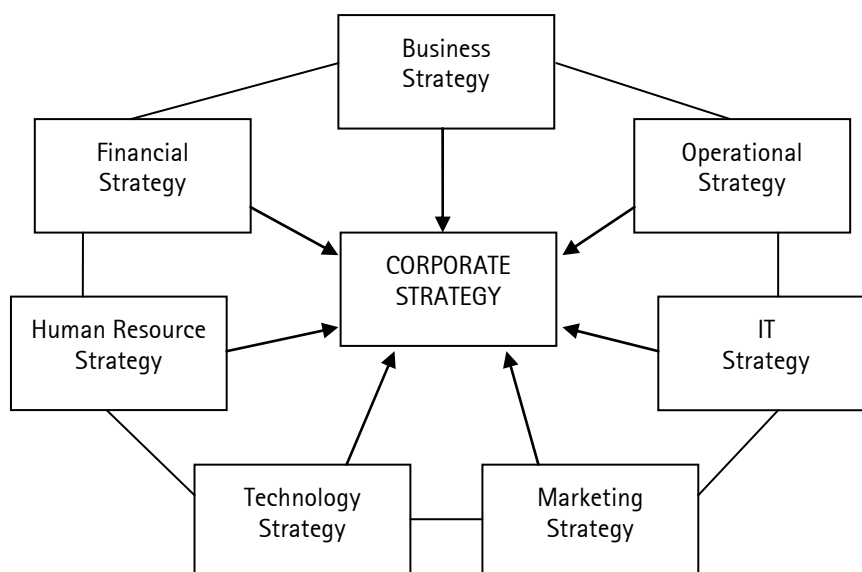 Business
Strategy
Financial
Strategy
Operational
Strategy
CORPORATE
STRATEGY
Human Resource
Strategy
IT
Strategy
Technology
Strategy
Marketing
Strategy